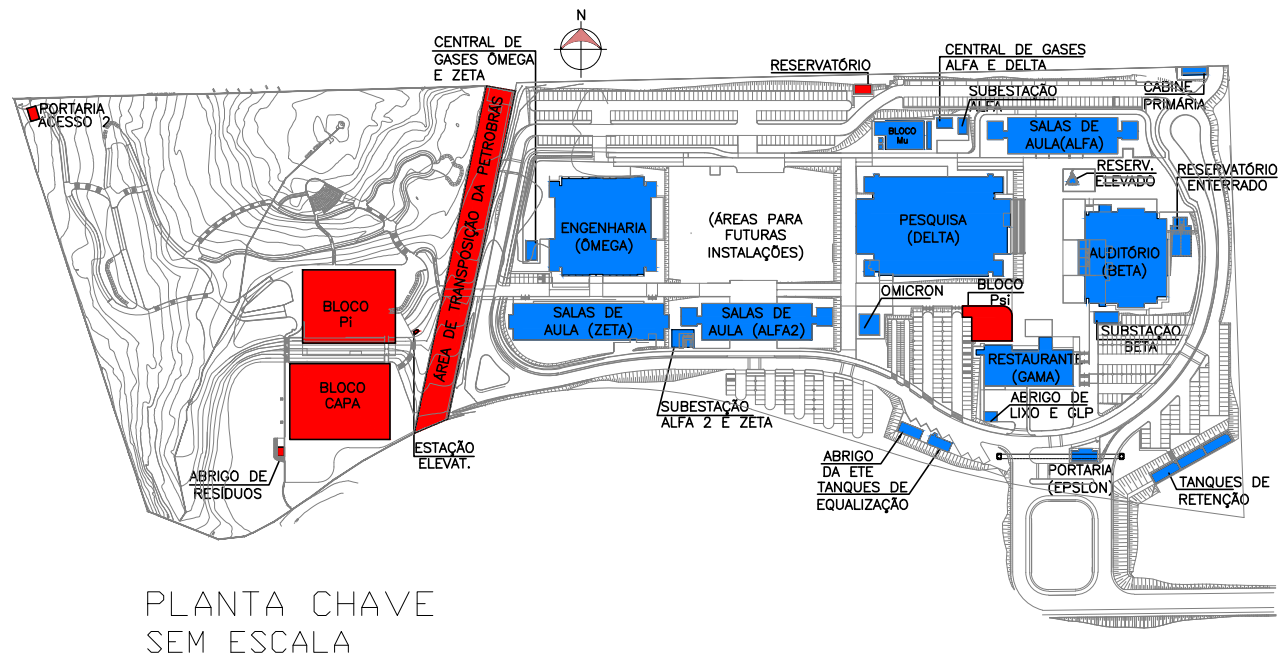 N
CENTRAL DE
GASES ÔMEGA
E ZETA
RESERVATÓRIO
CENTRAL DE GASES
ALFA E DELTA
SUBESTAÇÃO
ALFA
CABINE
PRIMÁRIA
PORTARIA
ACESSO 2
ÁREA DE TRANSPOSIÇÃO DA PETROBRÁS
BLOCO
Mu
SALAS DE
AULA(ALFA)
RESERV.
ELEVADO
RESERVATÓRIO
ENTERRADO
ENGENHARIA
(ÔMEGA)
(ÁREAS PARA
FUTURAS
INSTALAÇÕES)
PESQUISA
(DELTA)
AUDITÓRIO
(BETA)
OMICRON
BLOCO
Psi
BLOCO
Pi
SALAS DE
AULA (ZETA)
SALAS DE
AULA (ALFA2)
SUBSTAÇÃO
BETA
RESTAURANTE
(GAMA)
BLOCO
CAPA
SUBESTAÇÃO
ALFA 2 E ZETA
ABRIGO DE
LIXO E GLP
ESTAÇÃO
ELEVAT.
ABRIGO DE
RESÍDUOS
ABRIGO
DA ETE
TANQUES DE
EQUALIZAÇÃO
PORTARIA
(EPSLON)
TANQUES DE
RETENÇÃO
PLANTA CHAVE
SEM ESCALA